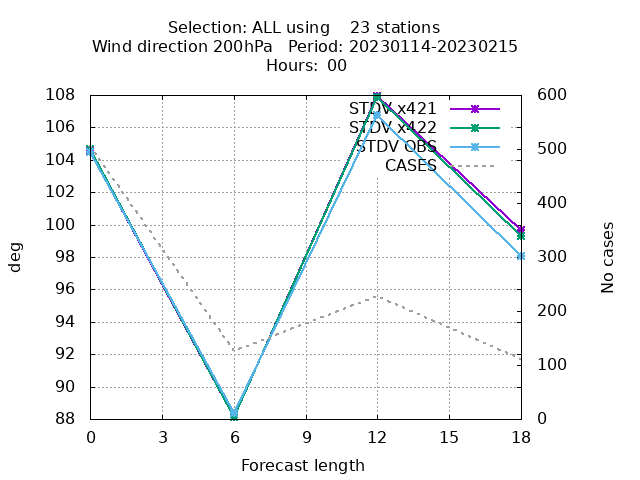 Selection: ALL using 23 stations
Wind direction 200hPa Period: 20230114-20230215
Hours: 00
108
106
104
102
100
98
96
94
92
90
88
600
500
400
300
200
100
0
STDV x421
STDV x422
STDV OBS
CASES
deg
No cases
0 3 6 9 12 15 18
Forecast length